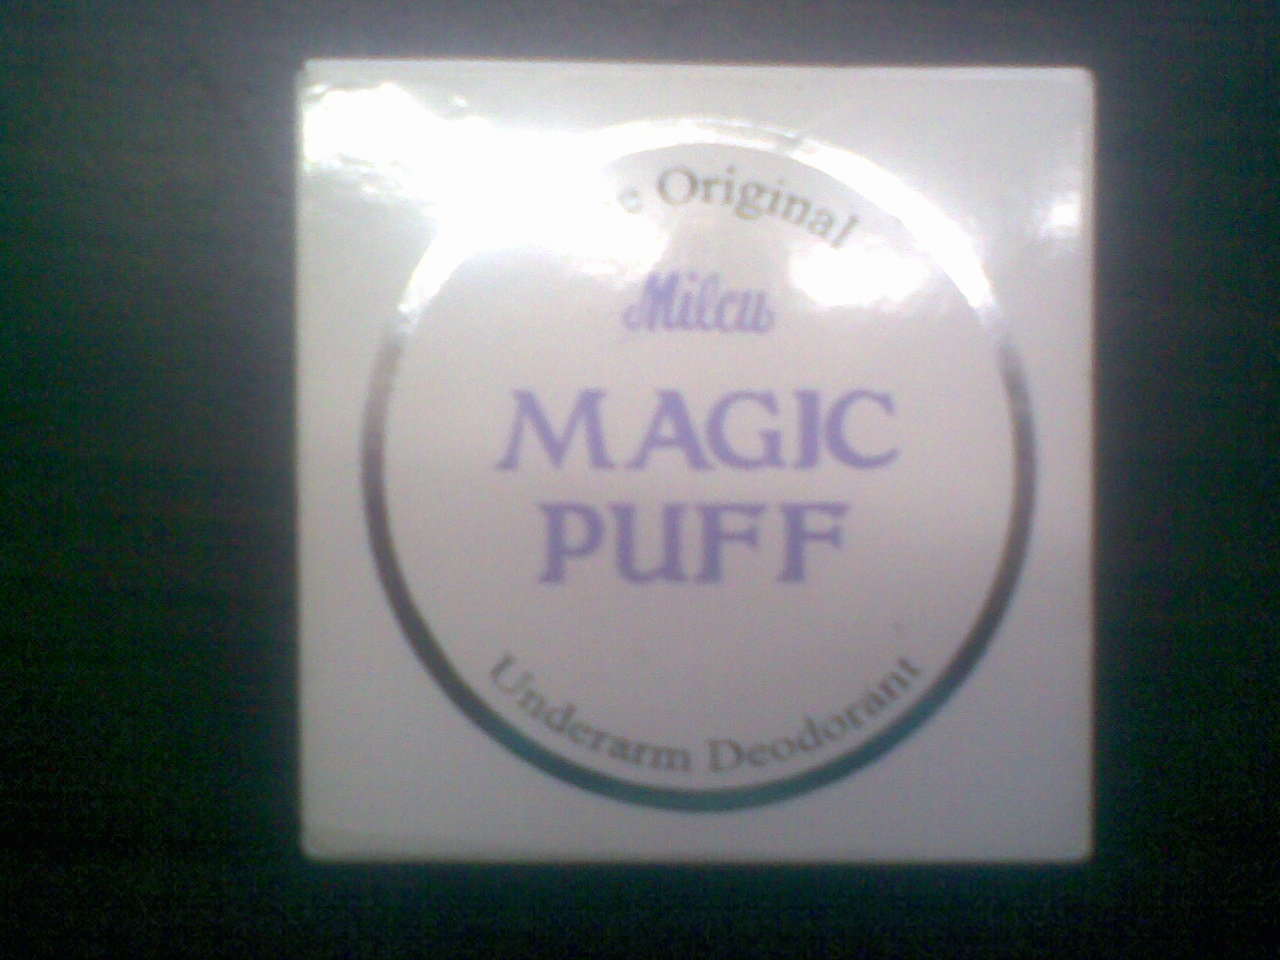 Original
Milcu
MAGIC
PUFF
Underarm Deodorant